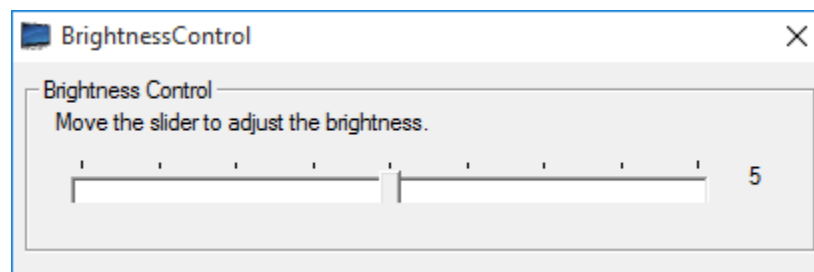 BrightnessControl
Brightness Control
Move the slider to adjust the brightness.
5